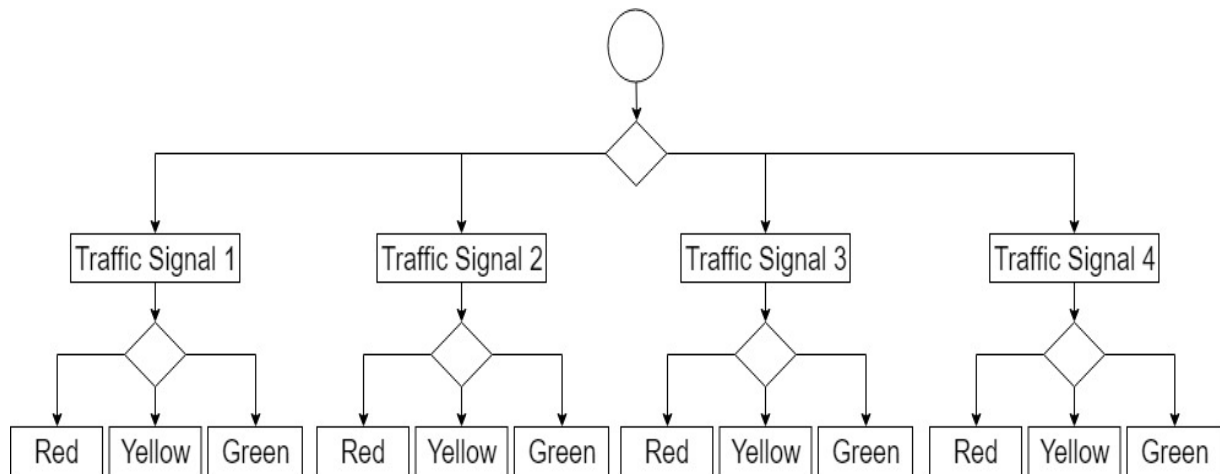 Traffic Signal 1 Traffic Signal 2 Traffic Signal 3 Traffic Signal 4
Red Yellow Green Red Yellow Green Red Yellow Green Red Yellow Green